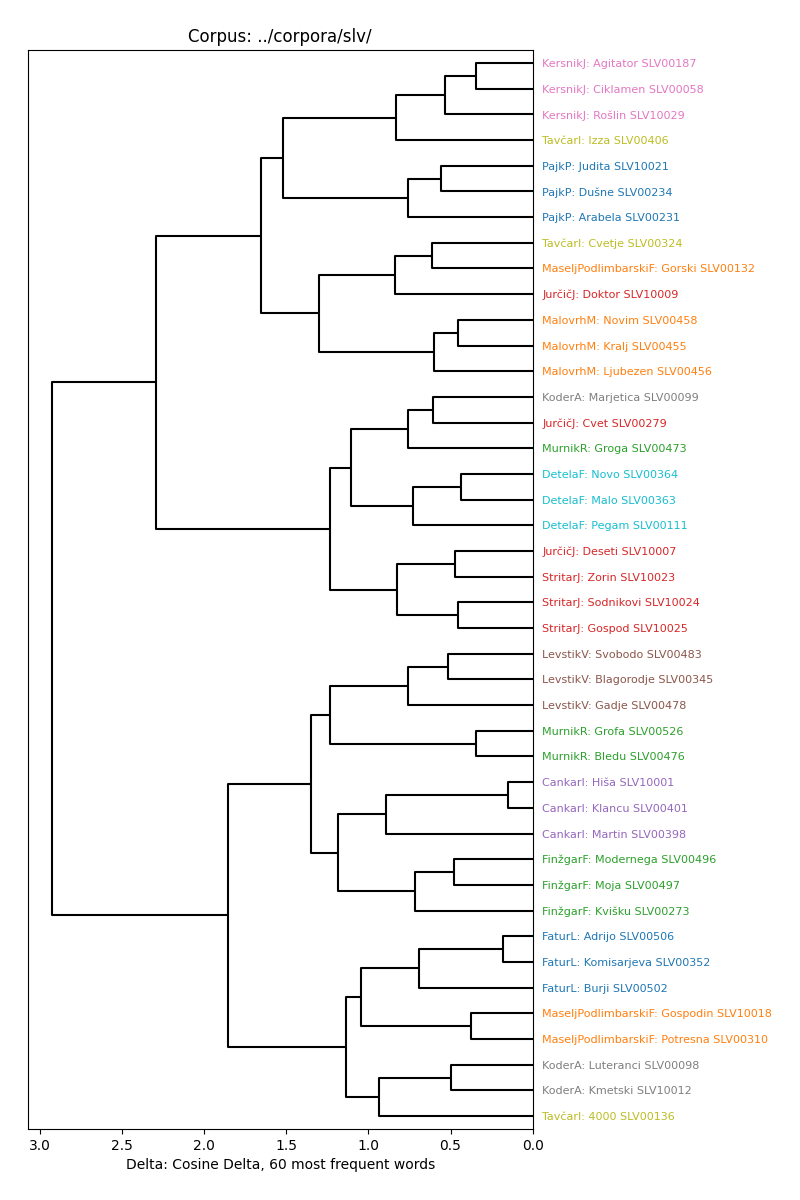 Corpus: ../corpora/slv/
KersnikJ: Agitator SLV00187
KersnikJ: Ciklamen SLV00058
KersnikJ: Rošlin SLV10029
TavčarI: Izza SLV00406
PajkP: Judita SLV10021
PajkP: Dušne SLV00234
PajkP: Arabela SLV00231
TavčarI: Cvetje SLV00324
MaseljPodlimbarskiF: Gorski SLV00132
JurčičJ: Doktor SLV10009
MalovrhM: Novim SLV00458
MalovrhM: Kralj SLV00455
MalovrhM: Ljubezen SLV00456
KoderA: Marjetica SLV00099
JurčičJ: Cvet SLV00279
MurnikR: Groga SLV00473
DetelaF: Novo SLV00364
DetelaF: Malo SLV00363
DetelaF: Pegam SLV00111
JurčičJ: Deseti SLV10007
StritarJ: Zorin SLV10023
StritarJ: Sodnikovi SLV10024
StritarJ: Gospod SLV10025
LevstikV: Svobodo SLV00483
LevstikV: Blagorodje SLV00345
LevstikV: Gadje SLV00478
MurnikR: Grofa SLV00526
MurnikR: Bledu SLV00476
CankarI: Hiša SLV10001
CankarI: Klancu SLV00401
CankarI: Martin SLV00398
FinžgarF: Modernega SLV00496
FinžgarF: Moja SLV00497
FinžgarF: Kvišku SLV00273
FaturL: Adrijo SLV00506
FaturL: Komisarjeva SLV00352
FaturL: Burji SLV00502
MaseljPodlimbarskiF: Gospodin SLV10018
MaseljPodlimbarskiF: Potresna SLV00310
KoderA: Luteranci SLV00098
KoderA: Kmetski SLV10012
TavčarI: 4000 SLV00136
3.0 2.5 2.0 1.5 1.0 0.5 0.0
Delta: Cosine Delta, 60 most frequent words